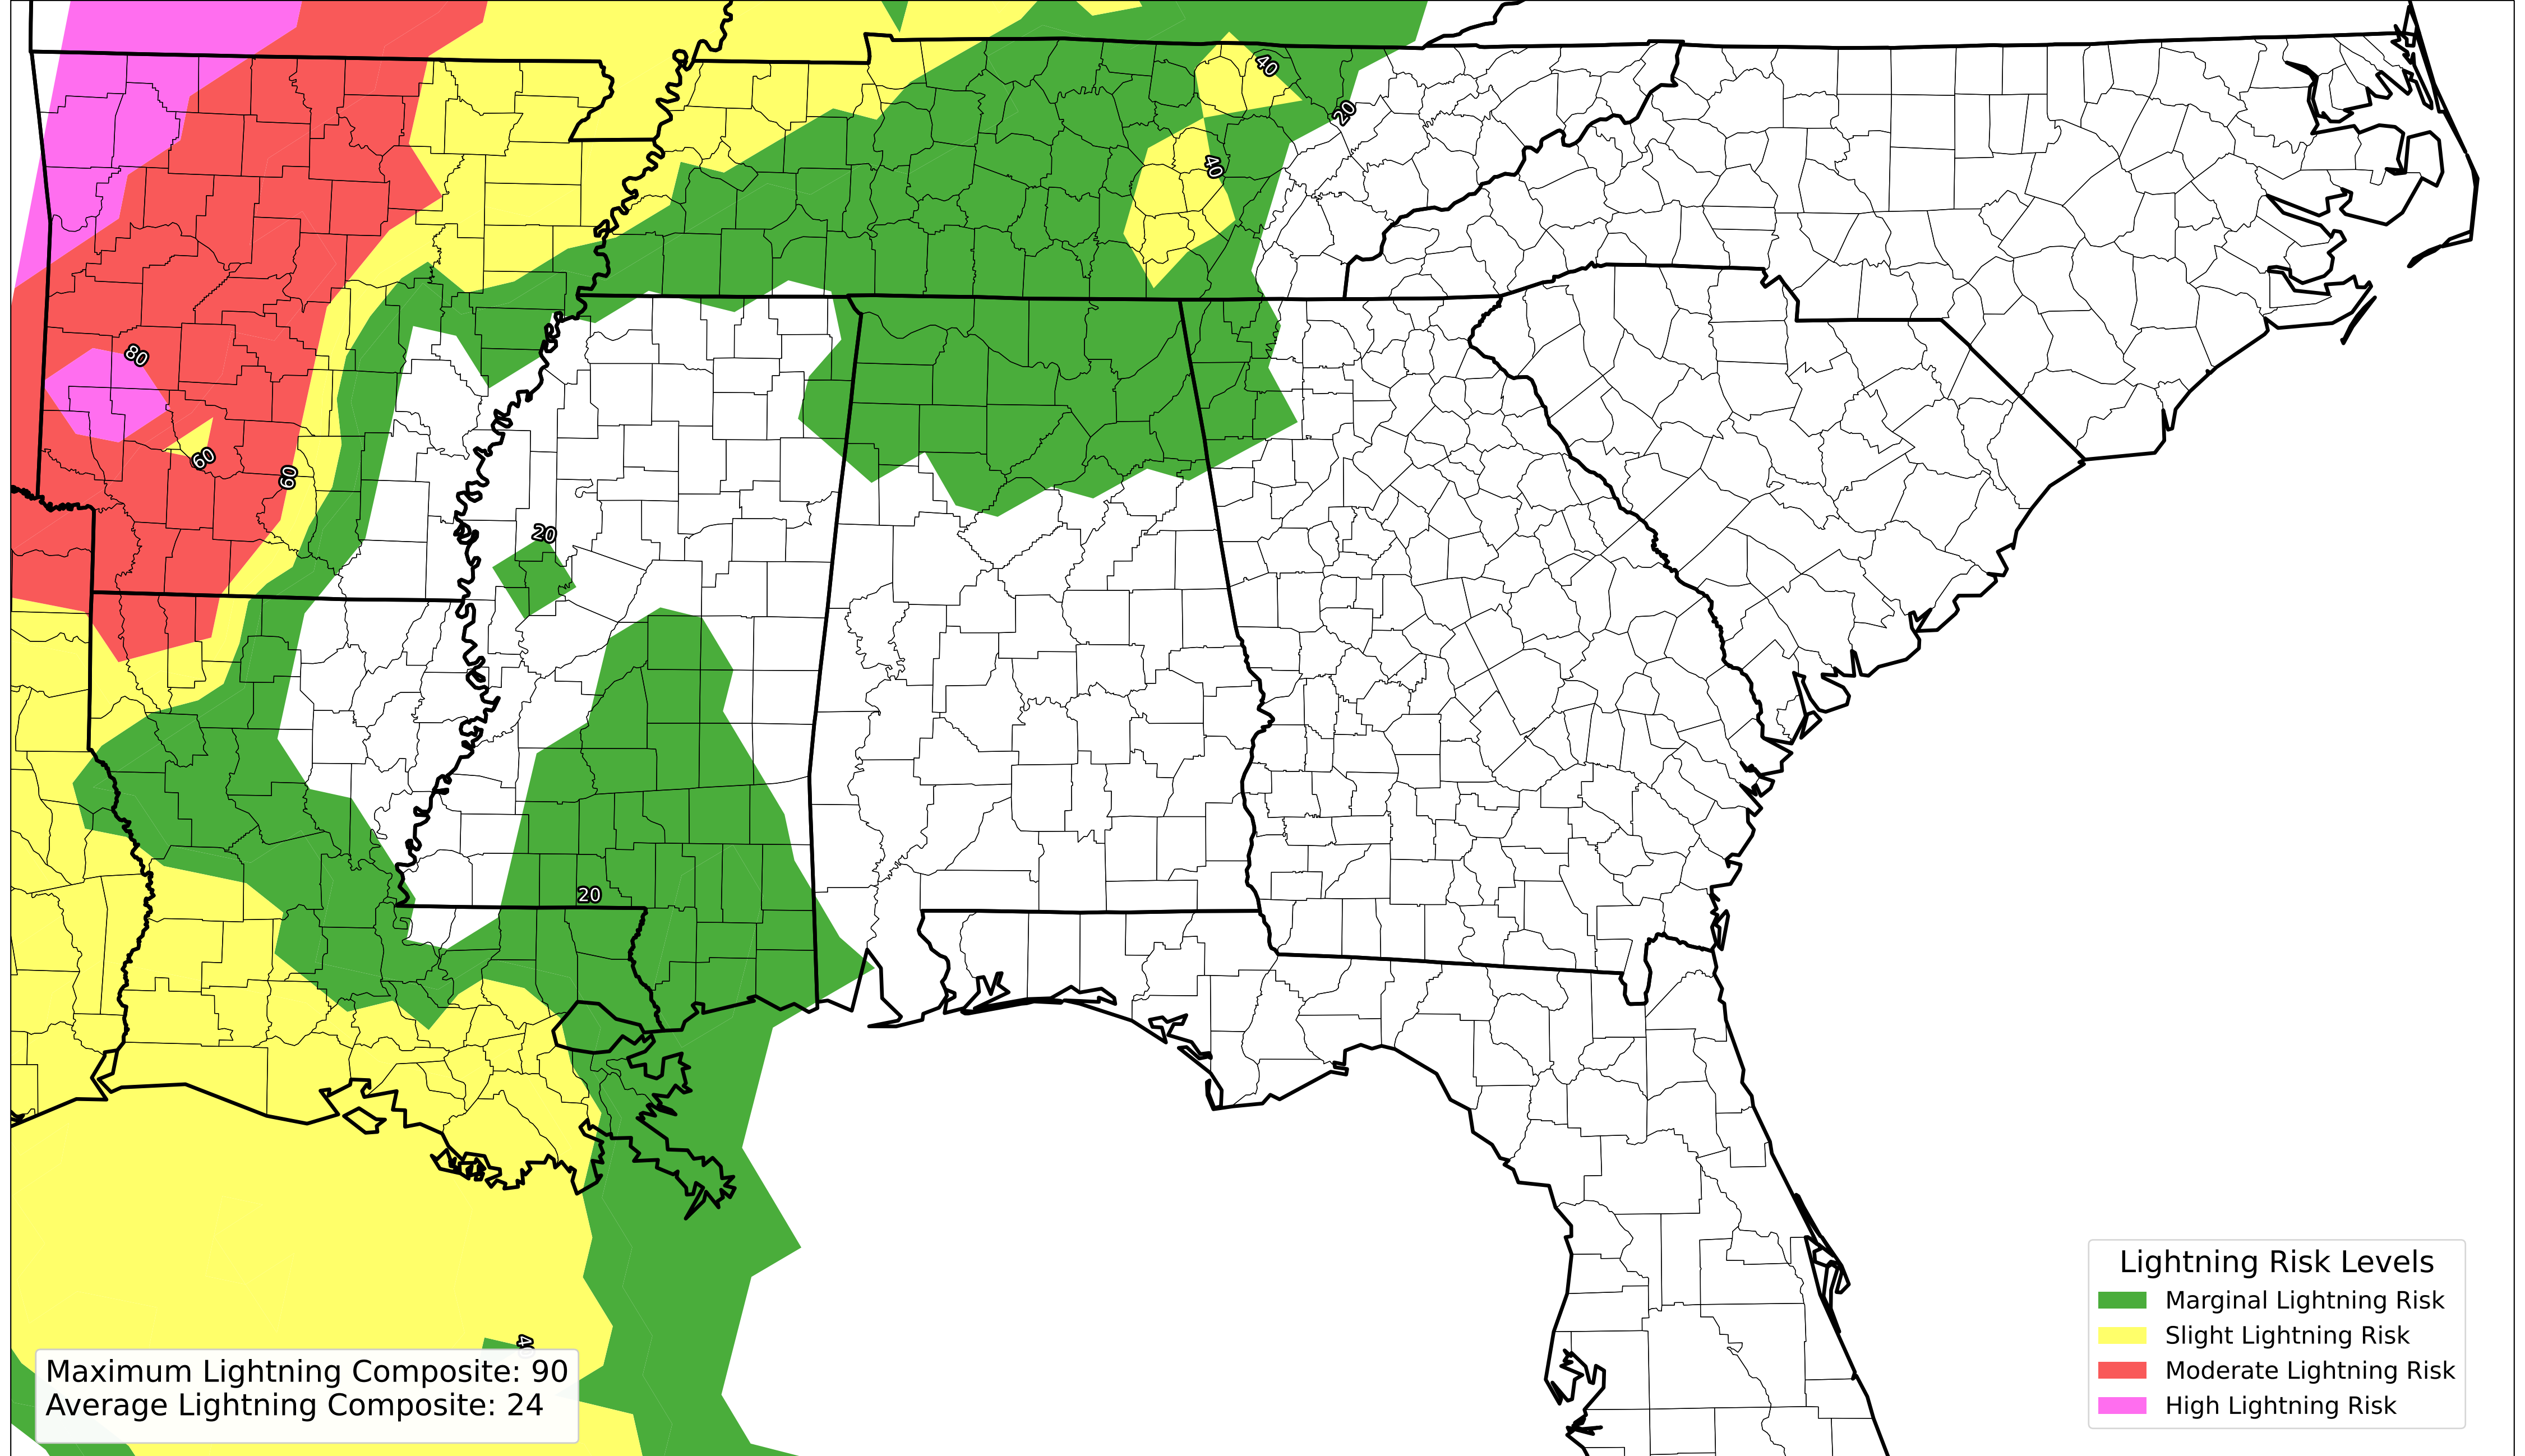 40
20
40
80
60
60
20
20
40
Maximum Lightning Composite: 90
Average Lightning Composite: 24
Lightning Risk Levels
Marginal Lightning Risk
Slight Lightning Risk
Moderate Lightning Risk
High Lightning Risk